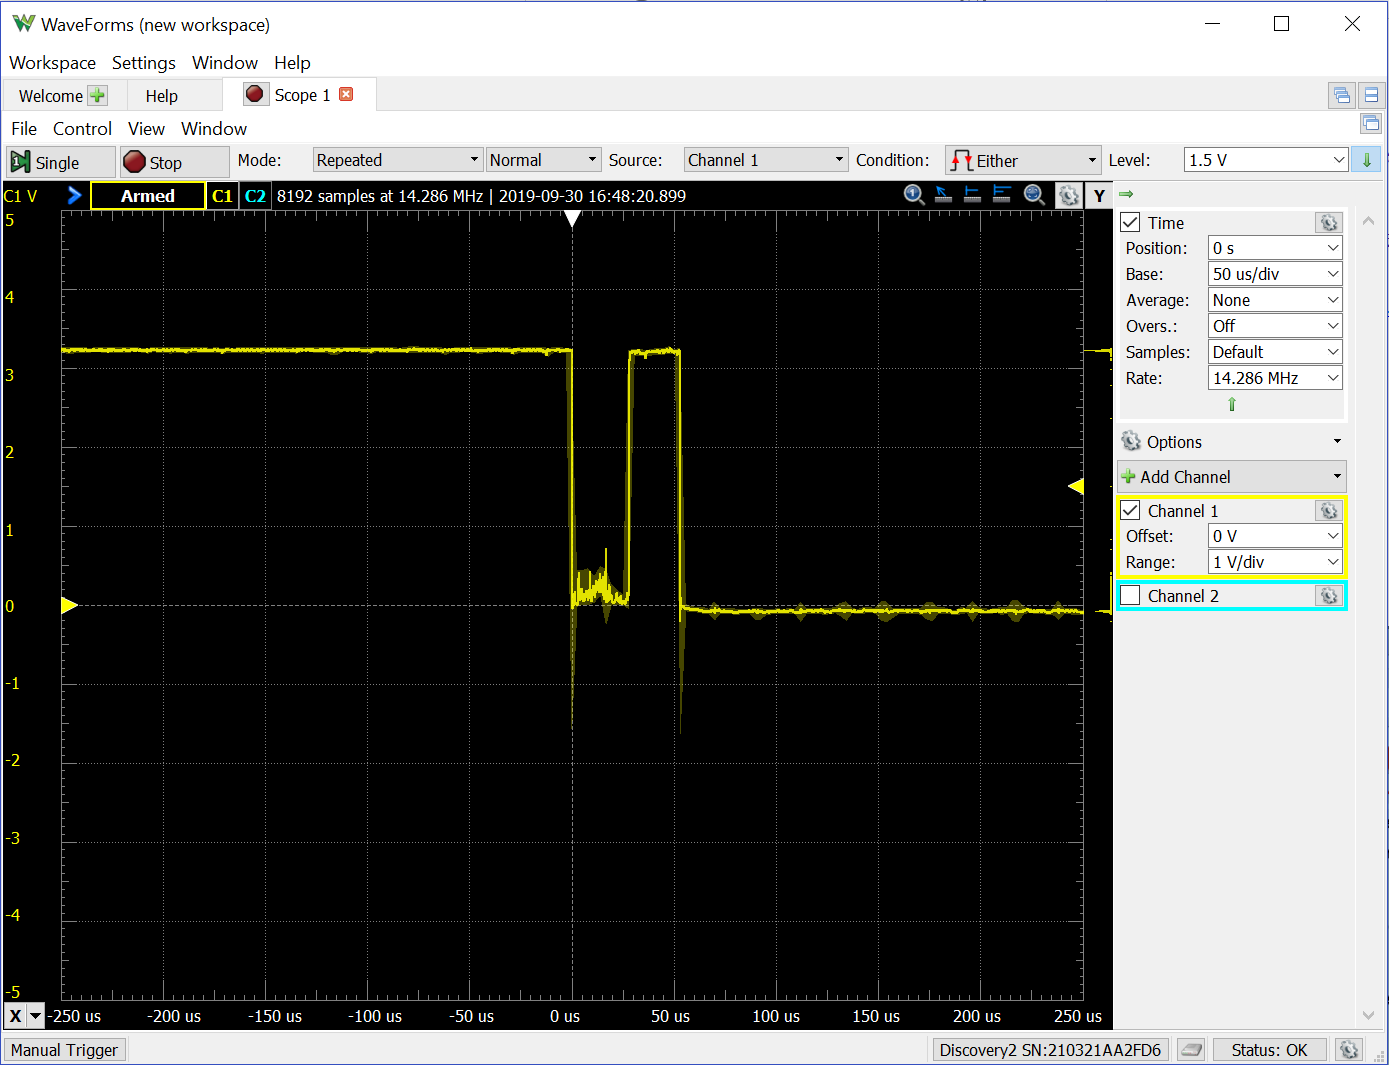 WaveForms (new workspace)
Workspace Settings Window Help
Welcome Help Scope 1
File Control View Window
Single Stop Mode: Repeated Normal Source: Channel 1 Condition: Either Level: 1.5 V
C1 V Armed C1 C2 8192 samples at 14.286 MHz | 2019-09-30 16:48:20.899 Y
5
4
3
2
1
0
-1
-2
-3
-4
-5
X -250 us -200 us -150 us -100 us -50 us 0 us 50 us 100 us 150 us 200 us 250 us
Time
Position: 0 s
Base: 50 us/div
Average: None
Overs.: Off
Samples: Default
Rate: 14.286 MHz
Options
Add Channel
Channel 1
Offset: 0 V
Range: 1 V/div
Channel 2
Manual Trigger Discovery2 SN:210321AA2FD6 Status: OK